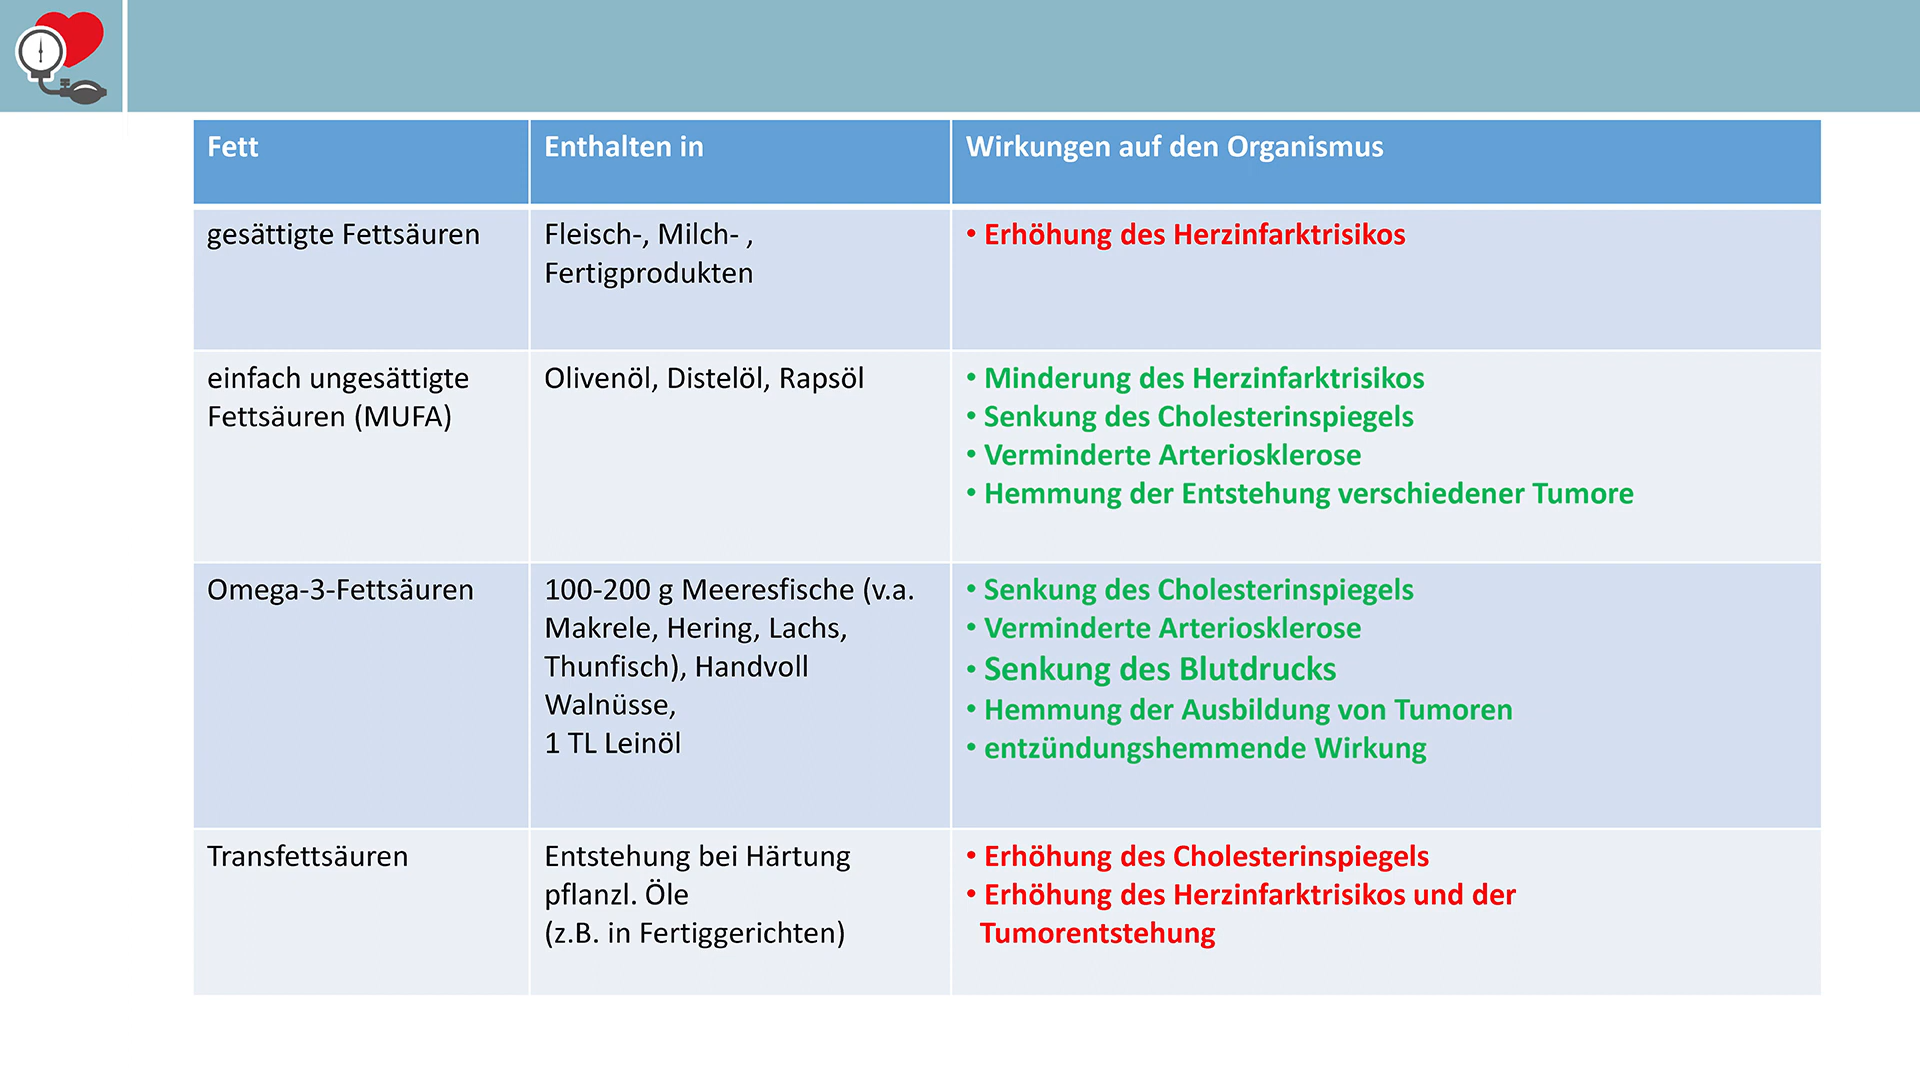 Fett
Enthalten in
Wirkungen auf den Organismus
gesättigte Fettsäuren
Fleisch-, Milch- ,
Fertigprodukten
• Erhöhung des Herzinfarktrisikos
einfach ungesättigte
Fettsäuren (MUFA)
Olivenöl, Distelöl, Rapsöl
• Minderung des Herzinfarktrisikos
• Senkung des Cholesterinspiegels
• Verminderte Arteriosklerose
• Hemmung der Entstehung verschiedener Tumore
Omega-3-Fettsäuren
100-200 g Meeresfische (v.a.
Makrele, Hering, Lachs,
Thunfisch), Handvoll
Walnüsse,
1 TL Leinöl
• Senkung des Cholesterinspiegels
• Verminderte Arteriosklerose
• Senkung des Blutdrucks
• Hemmung der Ausbildung von Tumoren
• entzündungshemmende Wirkung
Transfettsäuren
Entstehung bei Härtung
pflanzl. Öle
(z.B. in Fertiggerichten)
• Erhöhung des Cholesterinspiegels
• Erhöhung des Herzinfarktrisikos und der
Tumorentstehung